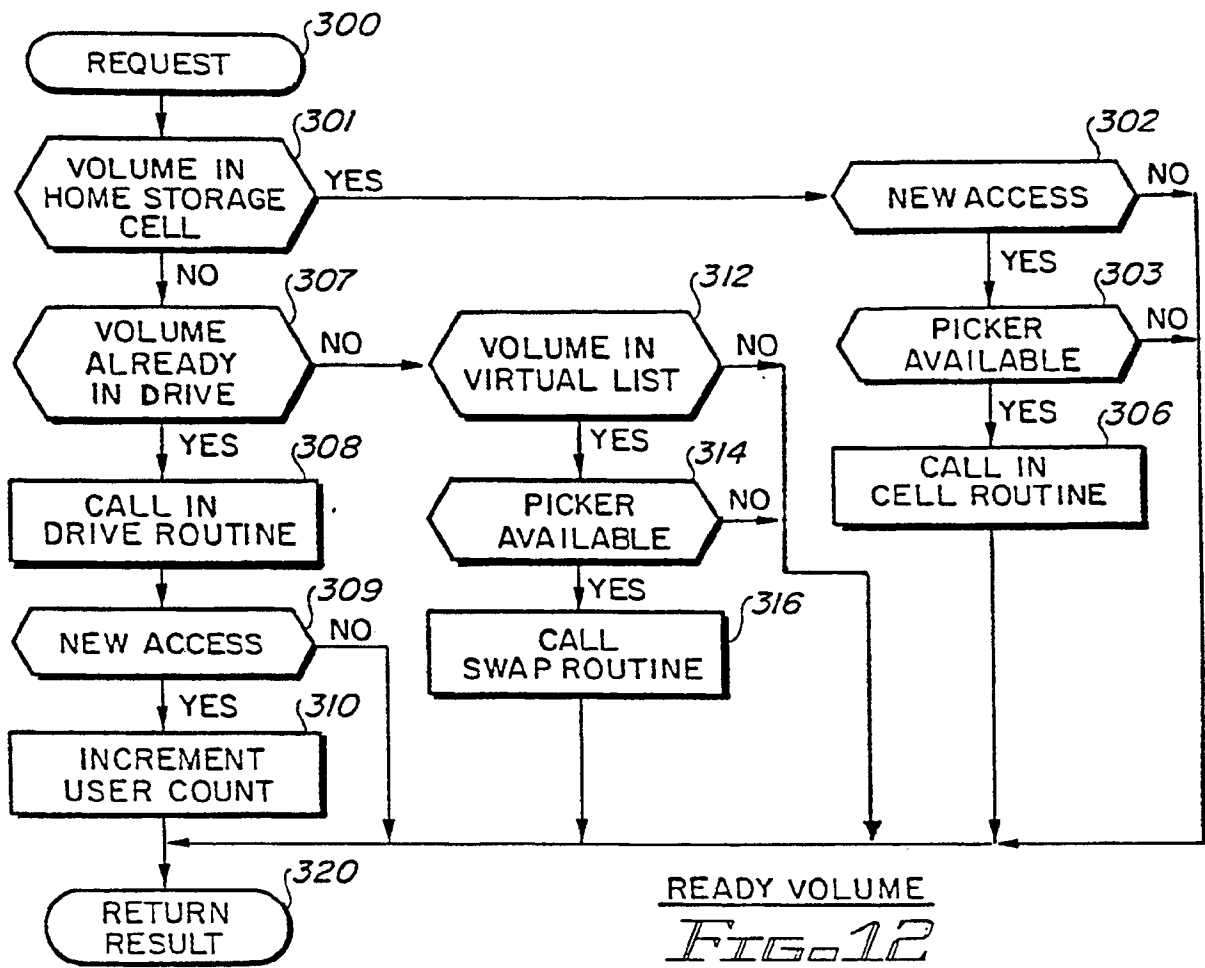 300
REQUEST
301
VOLUME IN
HOME STORAGE
CELL
YES
302
NEW ACCESS
NO
NO
YES
307
VOLUME
ALREADY
IN DRIVE
NO
312
VOLUME IN
VIRTUAL LIST
NO
303
PICKER
AVAILABLE
NO
YES
308
CALL IN
DRIVE ROUTINE
YES
314
PICKER
AVAILABLE
NO
YES
306
CALL IN
CELL ROUTINE
309
NEW ACCESS
NO
YES
316
CALL
SWAP ROUTINE
YES
310
INCREMENT
USER COUNT
320
RETURN
RESULT
READY VOLUME
FIG. 12